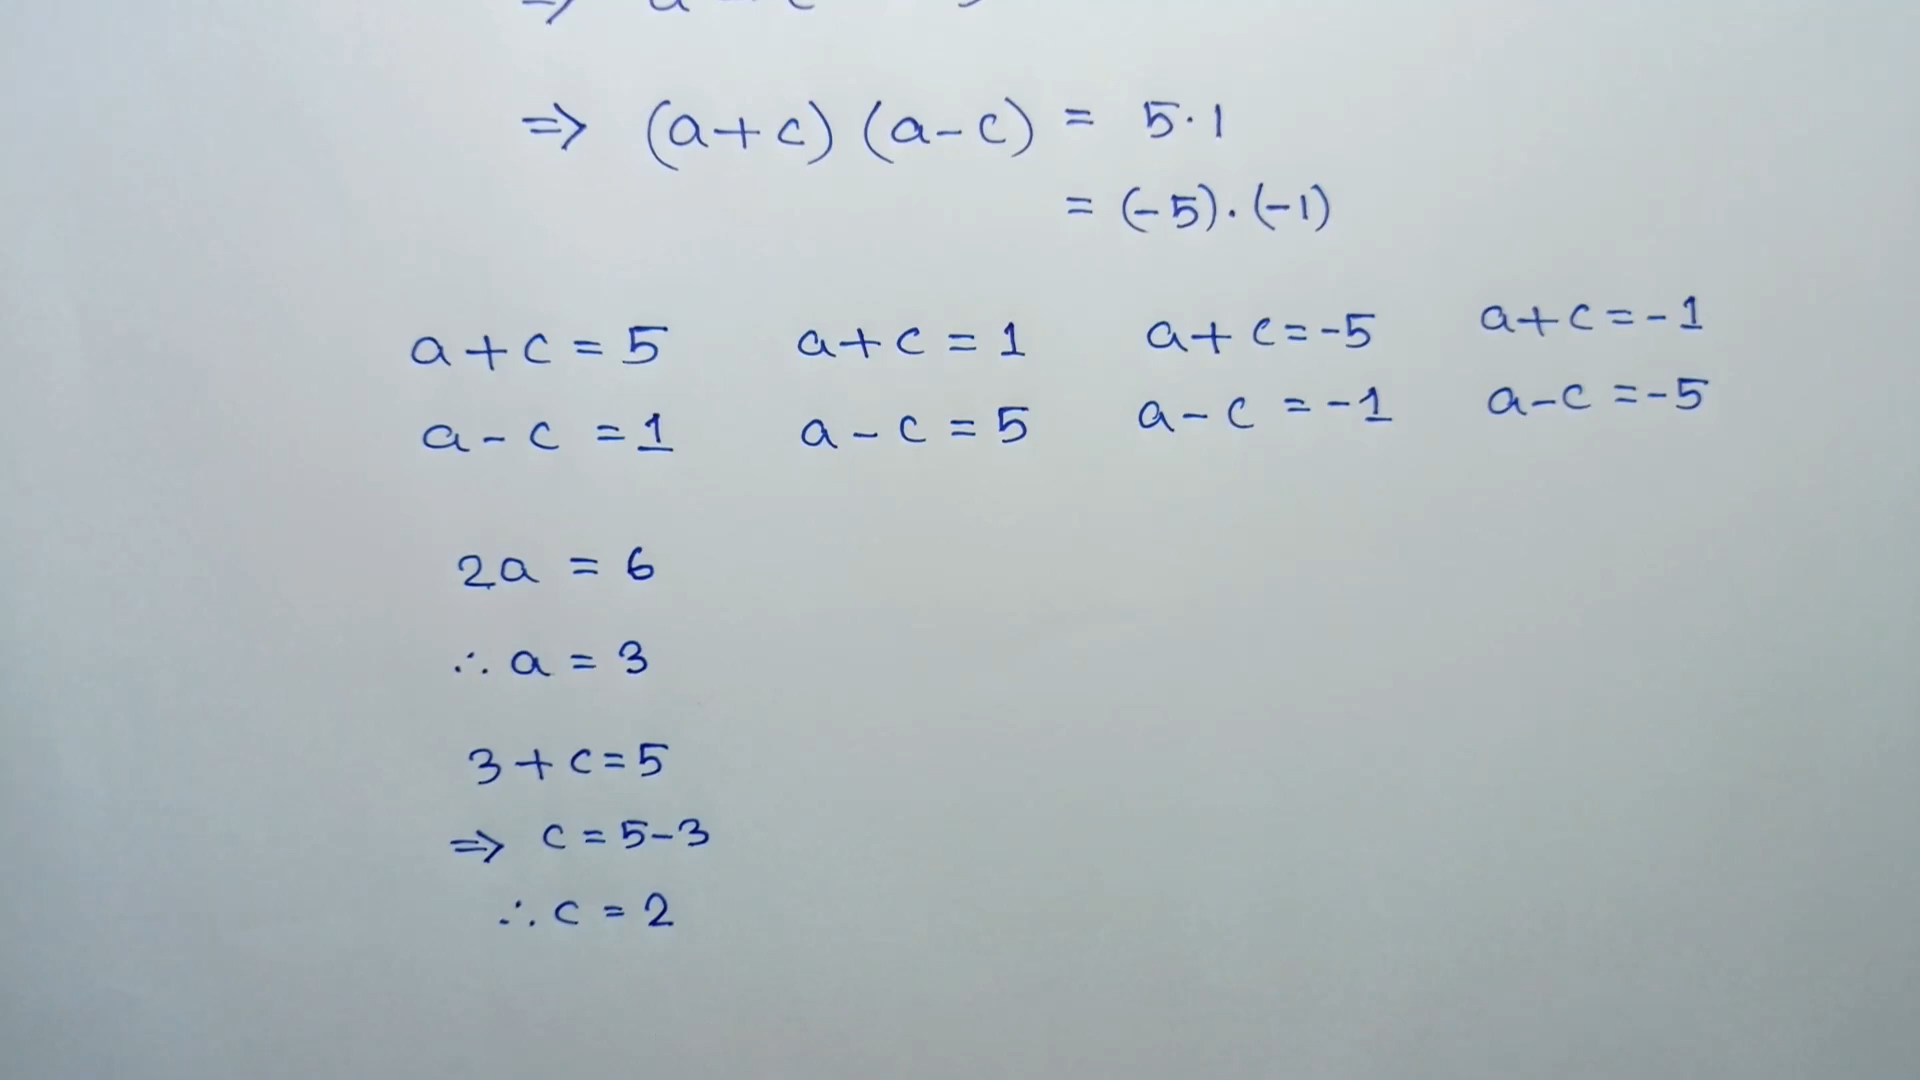 ⇒ (a+c) (a-c) = 5·1
= (-5)·(-1)
a+c=5 a+c=1 a+c=-5 a+c=-1
a-c=1 a-c=5 a-c=-1 a-c=-5
2a = 6
∴ a = 3
3+c=5
⇒ c=5-3
∴ c = 2